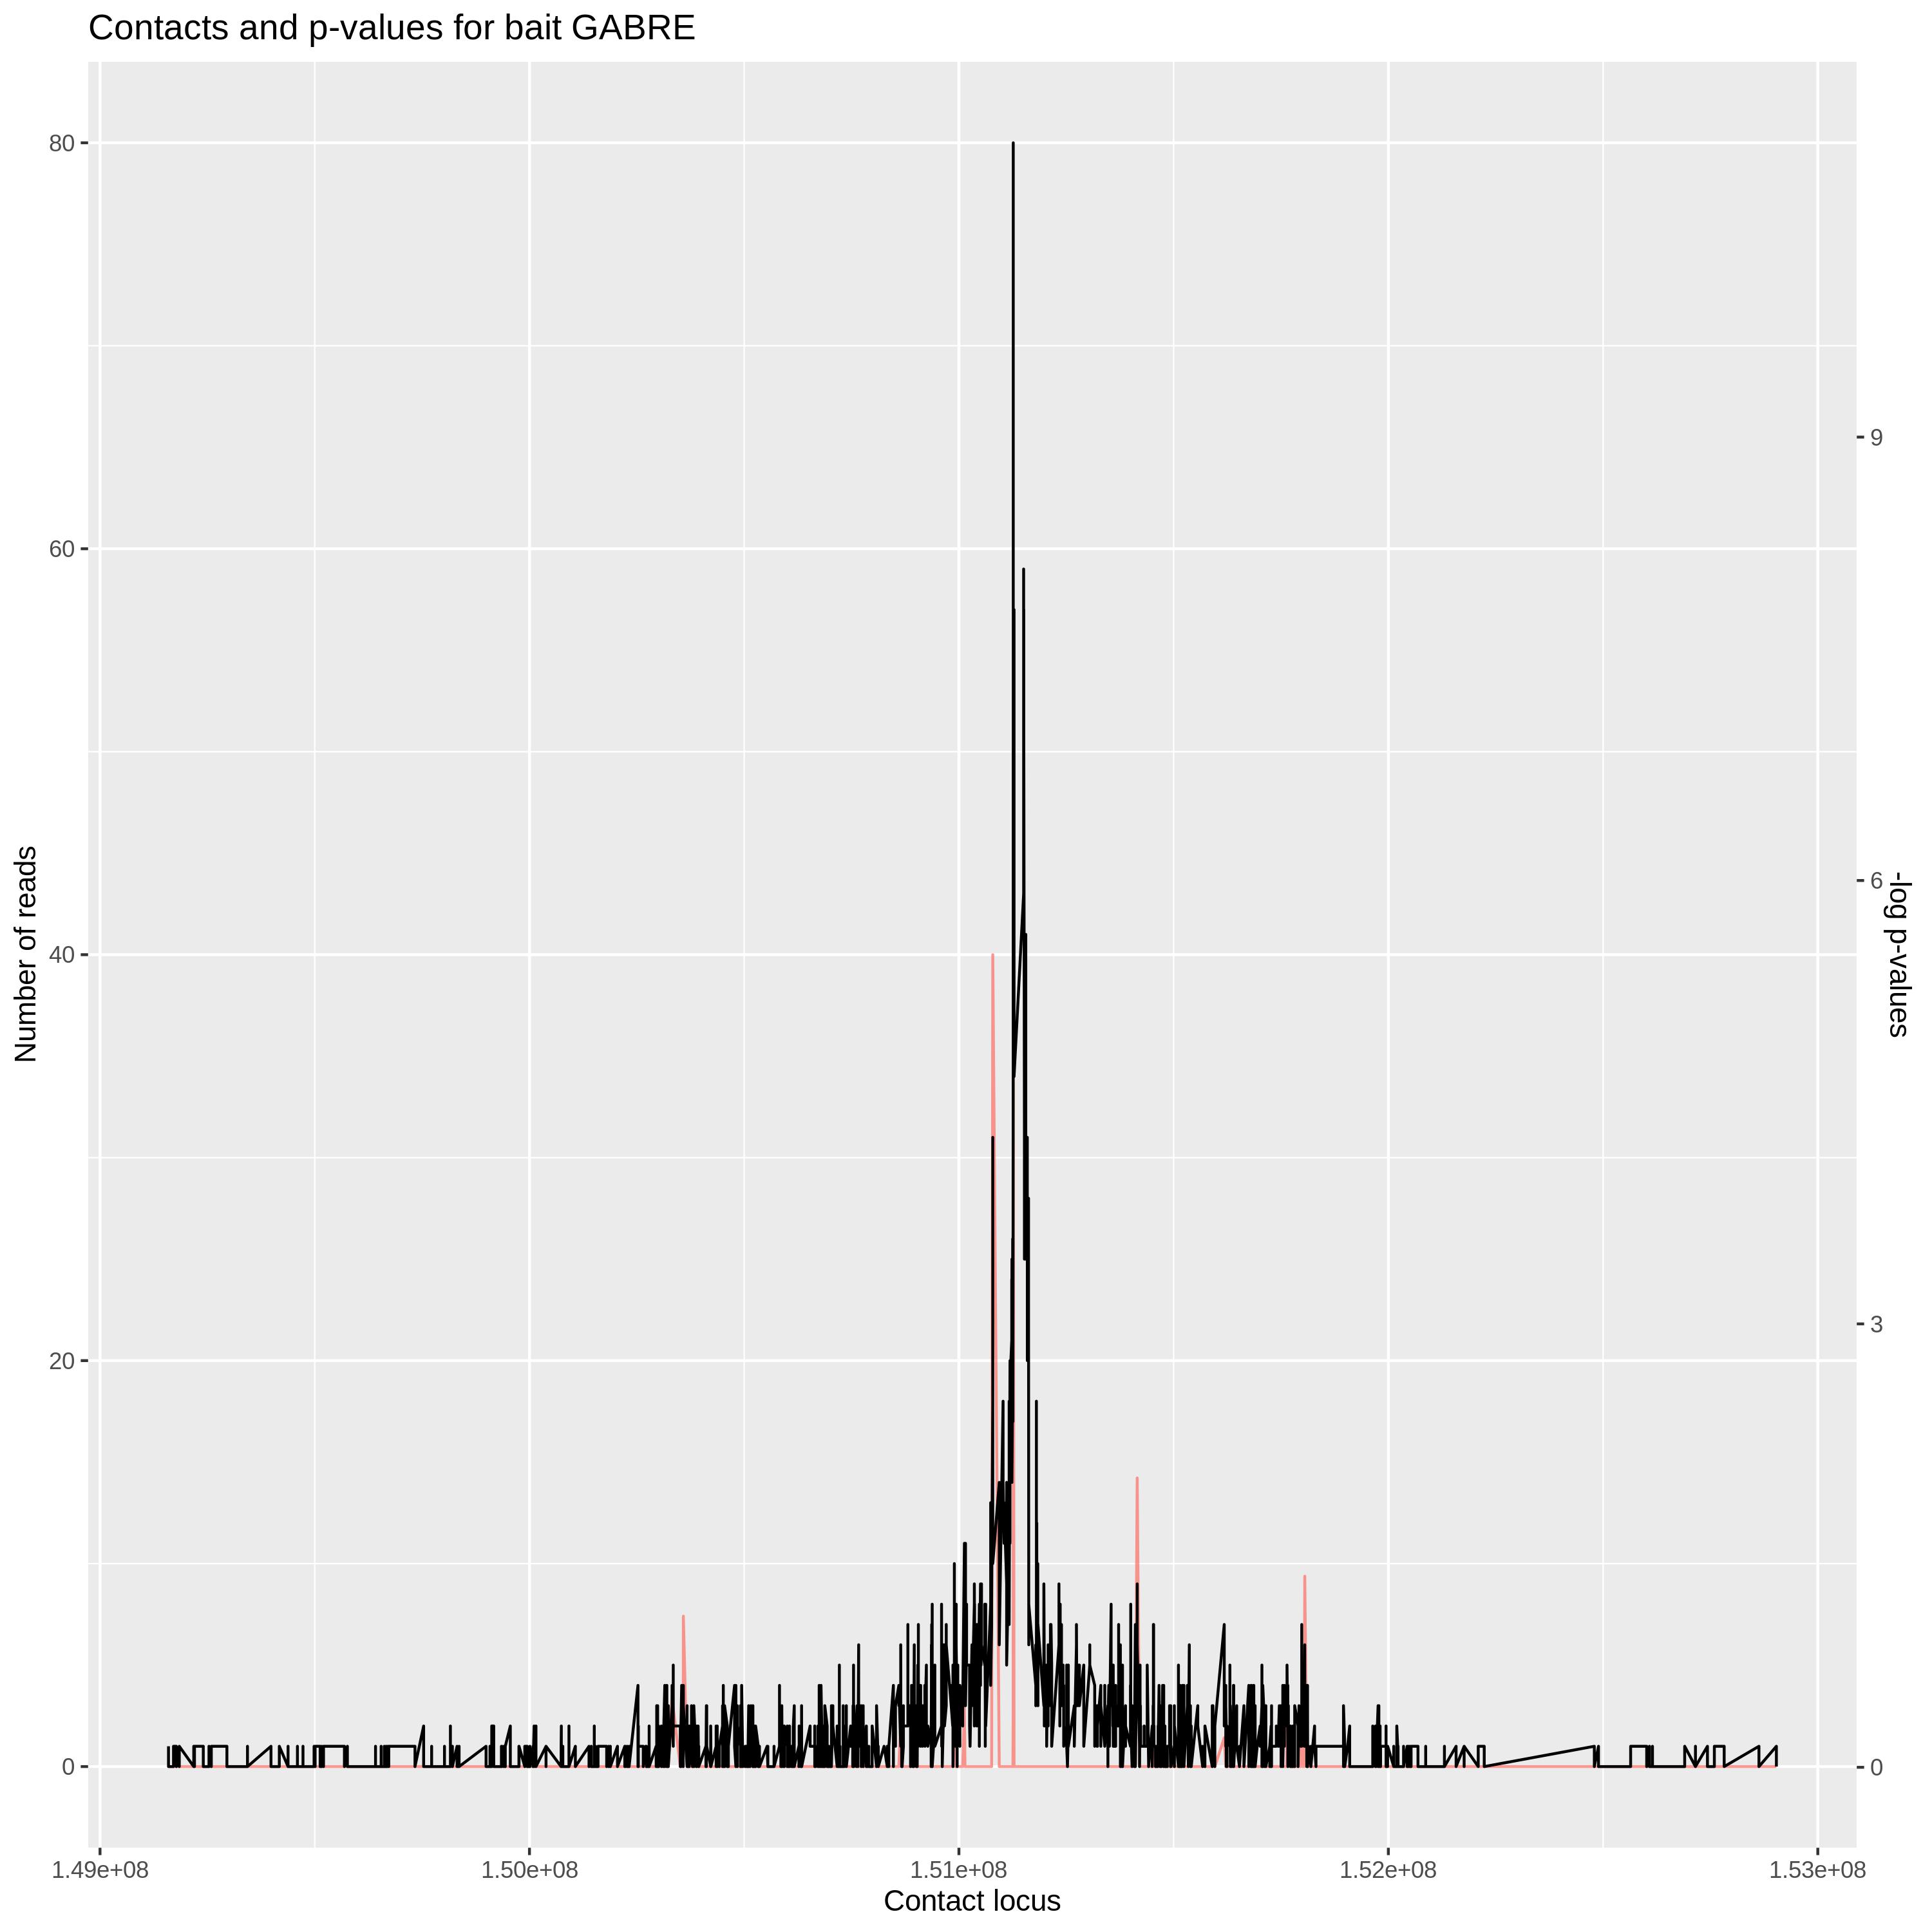 Contacts and p-values for bait GABRE
80
60
40
20
0
Number of reads
9
6
3
0
-log p-values
1.49e+08
1.50e+08
1.51e+08
1.52e+08
1.53e+08
Contact locus